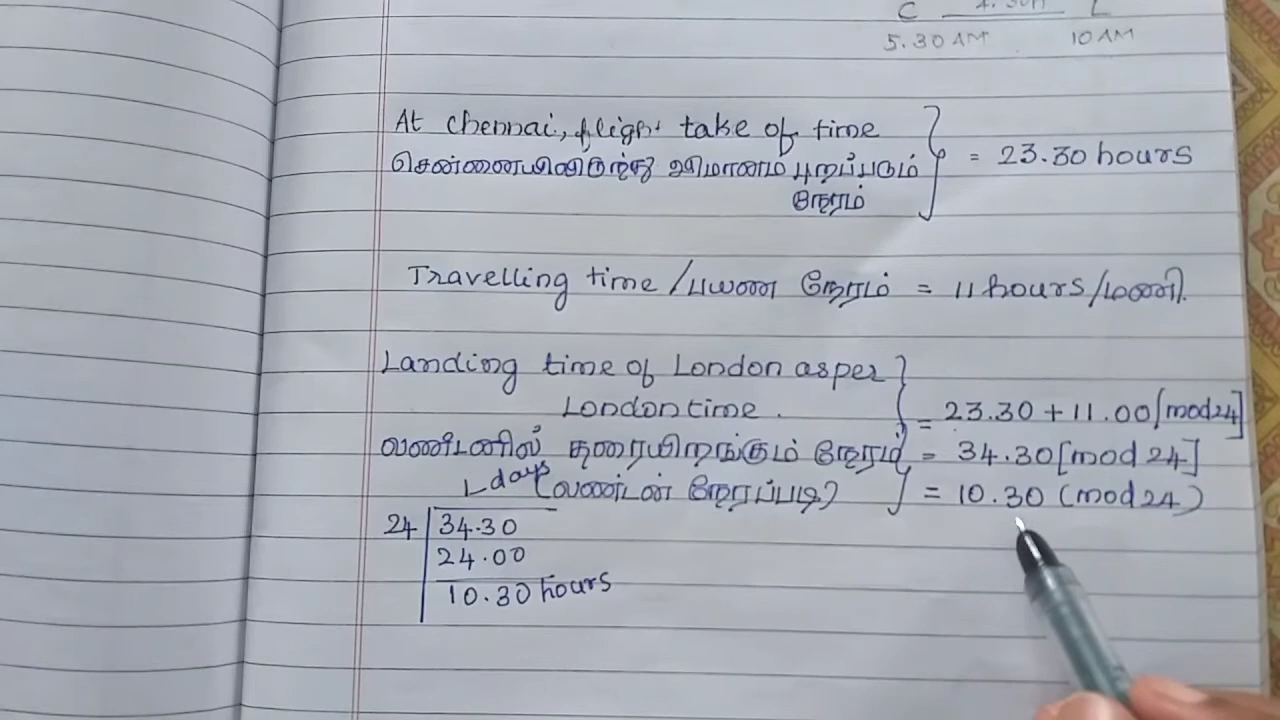 C 4.30H L
5.30 AM 10 AM
At Chennai, flight take of time
சென்னையிலிருந்து விமானம் புறப்படும் = 23.30 hours
நேரம்
Travelling time / பயண நேரம் = 11 hours/மணி.
Landing time of London asper
London time . = 23.30 + 11.00 [mod 24]
லண்டனில் தரையிறங்கும் நேரம் = 34.30 [mod 24]
1 days (லண்டன் நேரப்படி) = 10.30 (mod 24)
24 34.30
24.00
10.30 hours